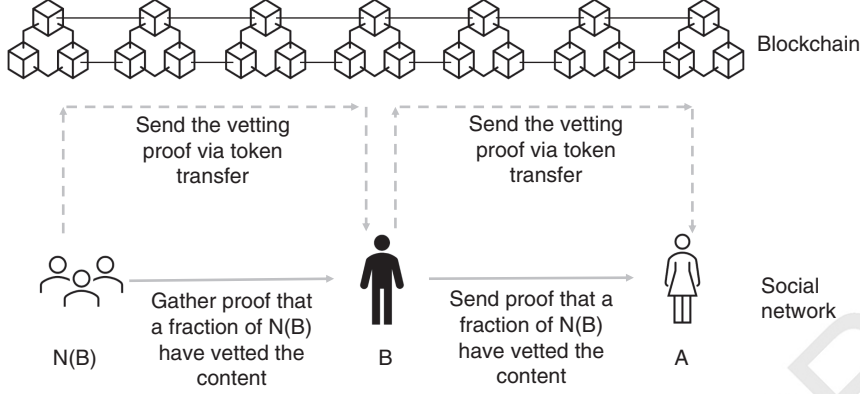 Blockchain
Send the vetting
proof via token
transfer
Send the vetting
proof via token
transfer
Gather proof that
a fraction of N(B)
have vetted the
content
Send proof that a
fraction of N(B)
have vetted the
content
Social
network
N(B)
B
A